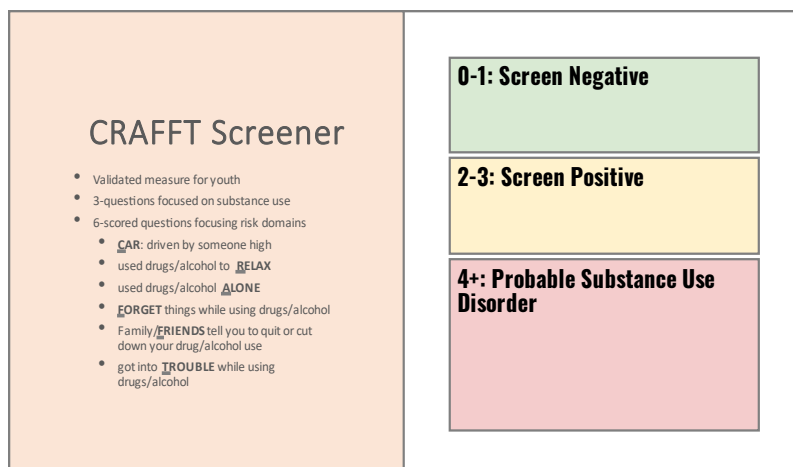 CRAFFT Screener
Validated measure for youth
3-questions focused on substance use
6-scored questions focusing risk domains
CAR: driven by someone high
used drugs/alcohol to RELAX
used drugs/alcohol ALONE
FORGET things while using drugs/alcohol
Family/FRIENDS tell you to quit or cut
down your drug/alcohol use
got into TROUBLE while using
drugs/alcohol
0-1: Screen Negative
2-3: Screen Positive
4+: Probable Substance Use
Disorder